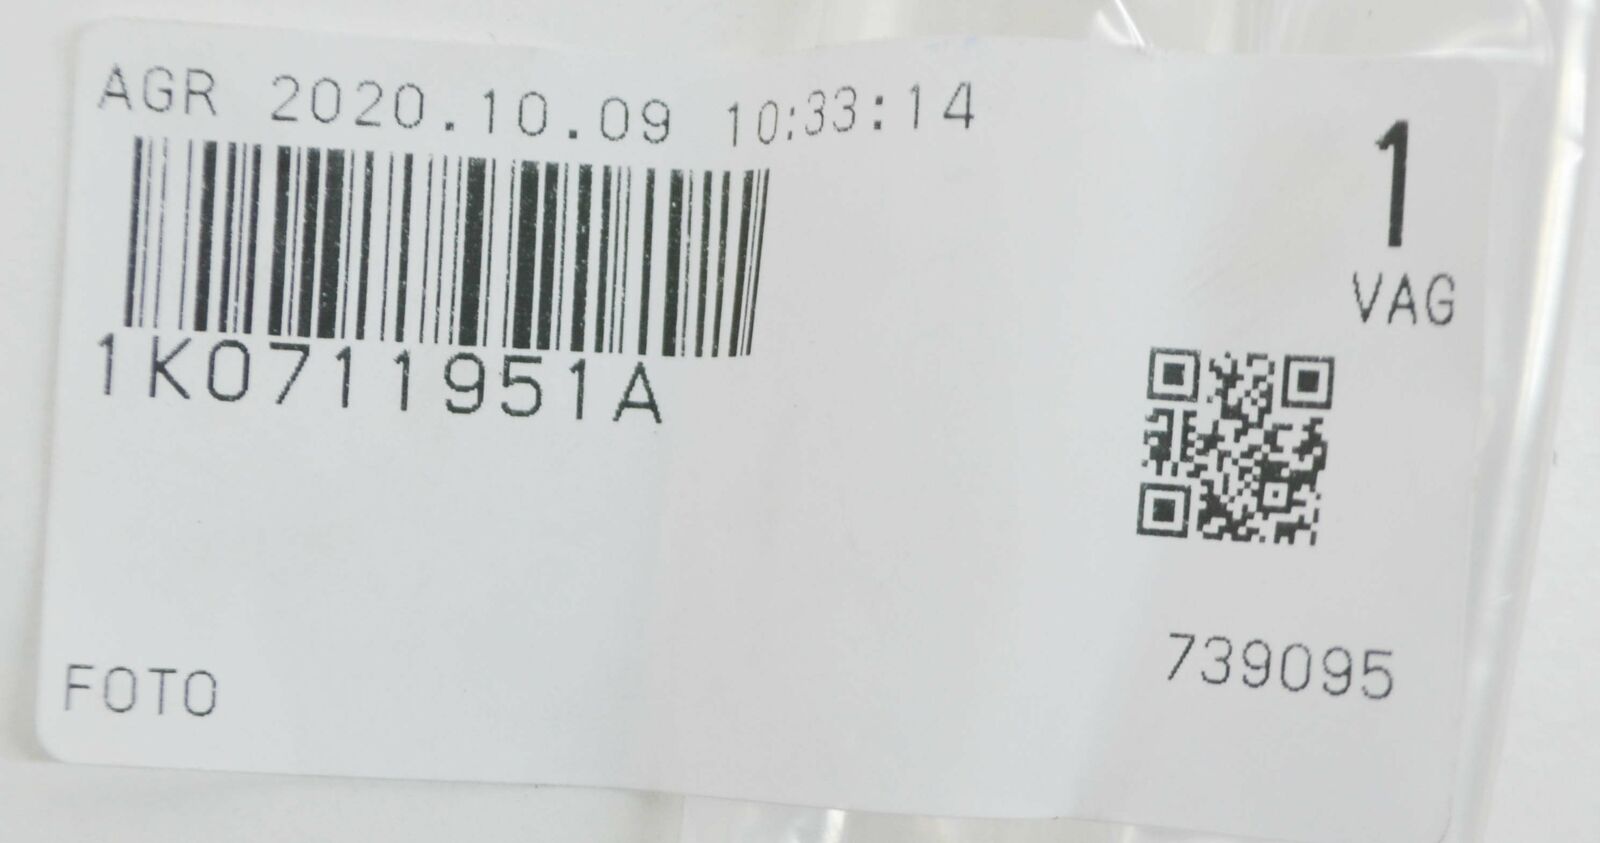 AGR 2020.10.09 10:33:14
1
VAG
1K0711951A
739095
FOTO